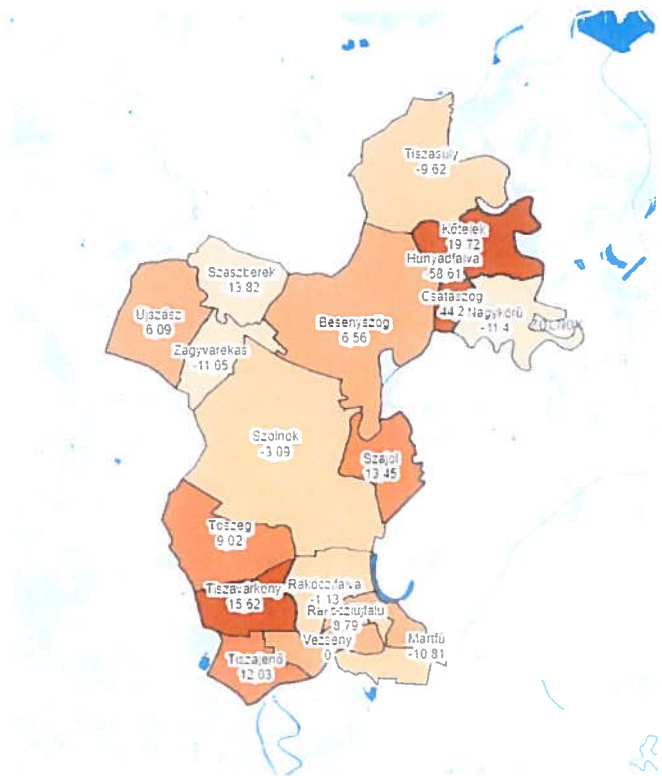 Tiszasüly
-9.62
Kőtelek
19.72
Hunyadfalva
-58.61
Szászberek
-13.82
Csataszög
44.2
Nagykörű
-11.4
Újszász
6.09
Besenyszög
6.56
Zagyvarékas
-11.05
Szolnok
-3.09
Szajol
13.45
Tószeg
9.02
Tiszavárkony
15.62
Rákóczifalva
-1.13
Rákócziújfalu
8.79
Vezseny
0
Martfű
-10.81
Tiszajenő
12.03